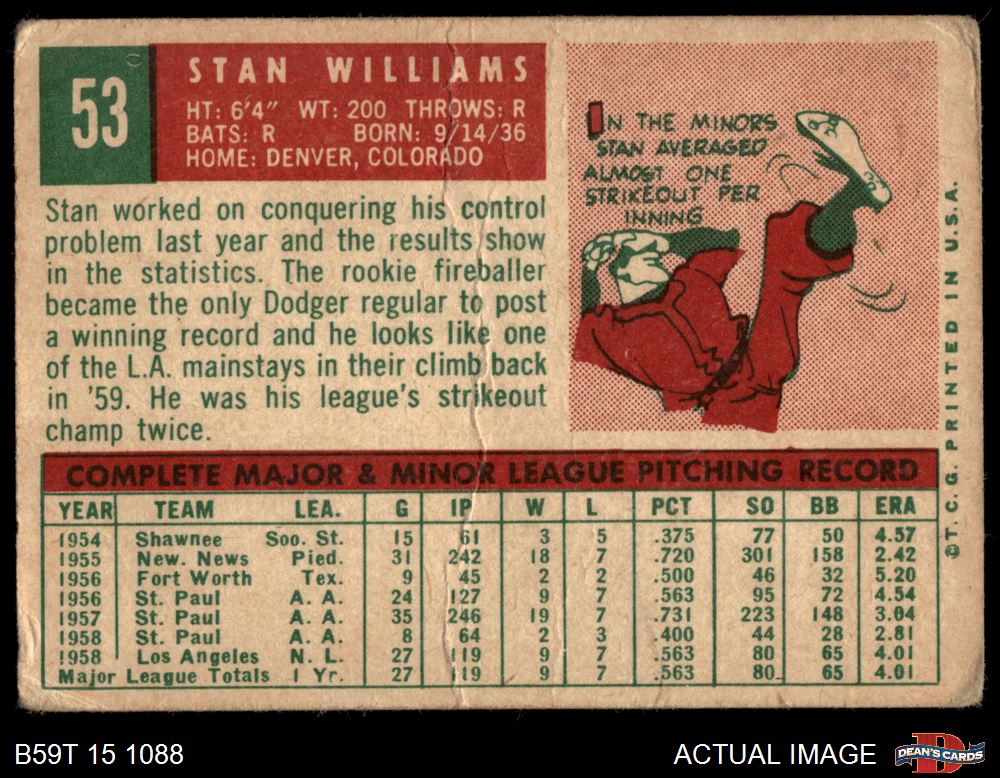 53
STAN WILLIAMS
HT: 6'4" WT: 200 THROWS: R
BATS: R BORN: 9/14/36
HOME: DENVER, COLORADO
Stan worked on conquering his control
problem last year and the results show
in the statistics. The rookie fireballer
became the only Dodger regular to post
a winning record and he looks like one
of the L.A. mainstays in their climb back
in '59. He was his league's strikeout
champ twice.
IN THE MINORS
STAN AVERAGED
ALMOST ONE
STRIKEOUT PER
INNING
©T. C. G. PRINTED IN U.S.A.
COMPLETE MAJOR & MINOR LEAGUE PITCHING RECORD
YEAR TEAM LEA. G IP W L PCT SO BB ERA
1954 Shawnee Soo. St. 15 61 3 5 .375 77 50 4.57
1955 New. News Pied. 31 242 18 7 .720 301 158 2.42
1956 Fort Worth Tex. 9 45 2 2 .500 46 32 5.20
1956 St. Paul A. A. 24 127 9 7 .563 95 72 4.54
1957 St. Paul A. A. 35 246 19 7 .731 223 148 3.04
1958 St. Paul A. A. 8 64 2 3 .400 44 28 2.81
1958 Los Angeles N. L. 27 119 9 7 .563 80 65 4.01
Major League Totals 1 Yr. 27 119 9 7 .563 80 65 4.01
B59T 15 1088
ACTUAL IMAGE
DEAN'S CARDS